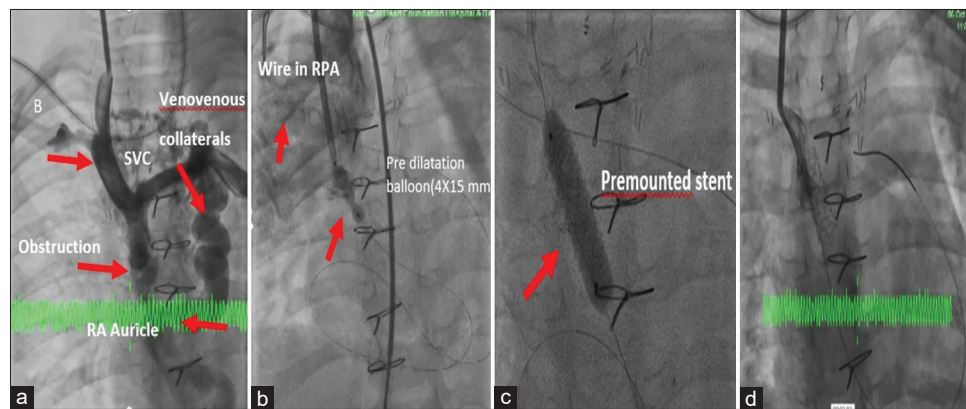 B
Venovenous
collaterals
SVC
Obstruction
RA Auricle
a
Wire in RPA
Pre dilatation
balloon(4X15 mm
b
Premounted stent
c
d